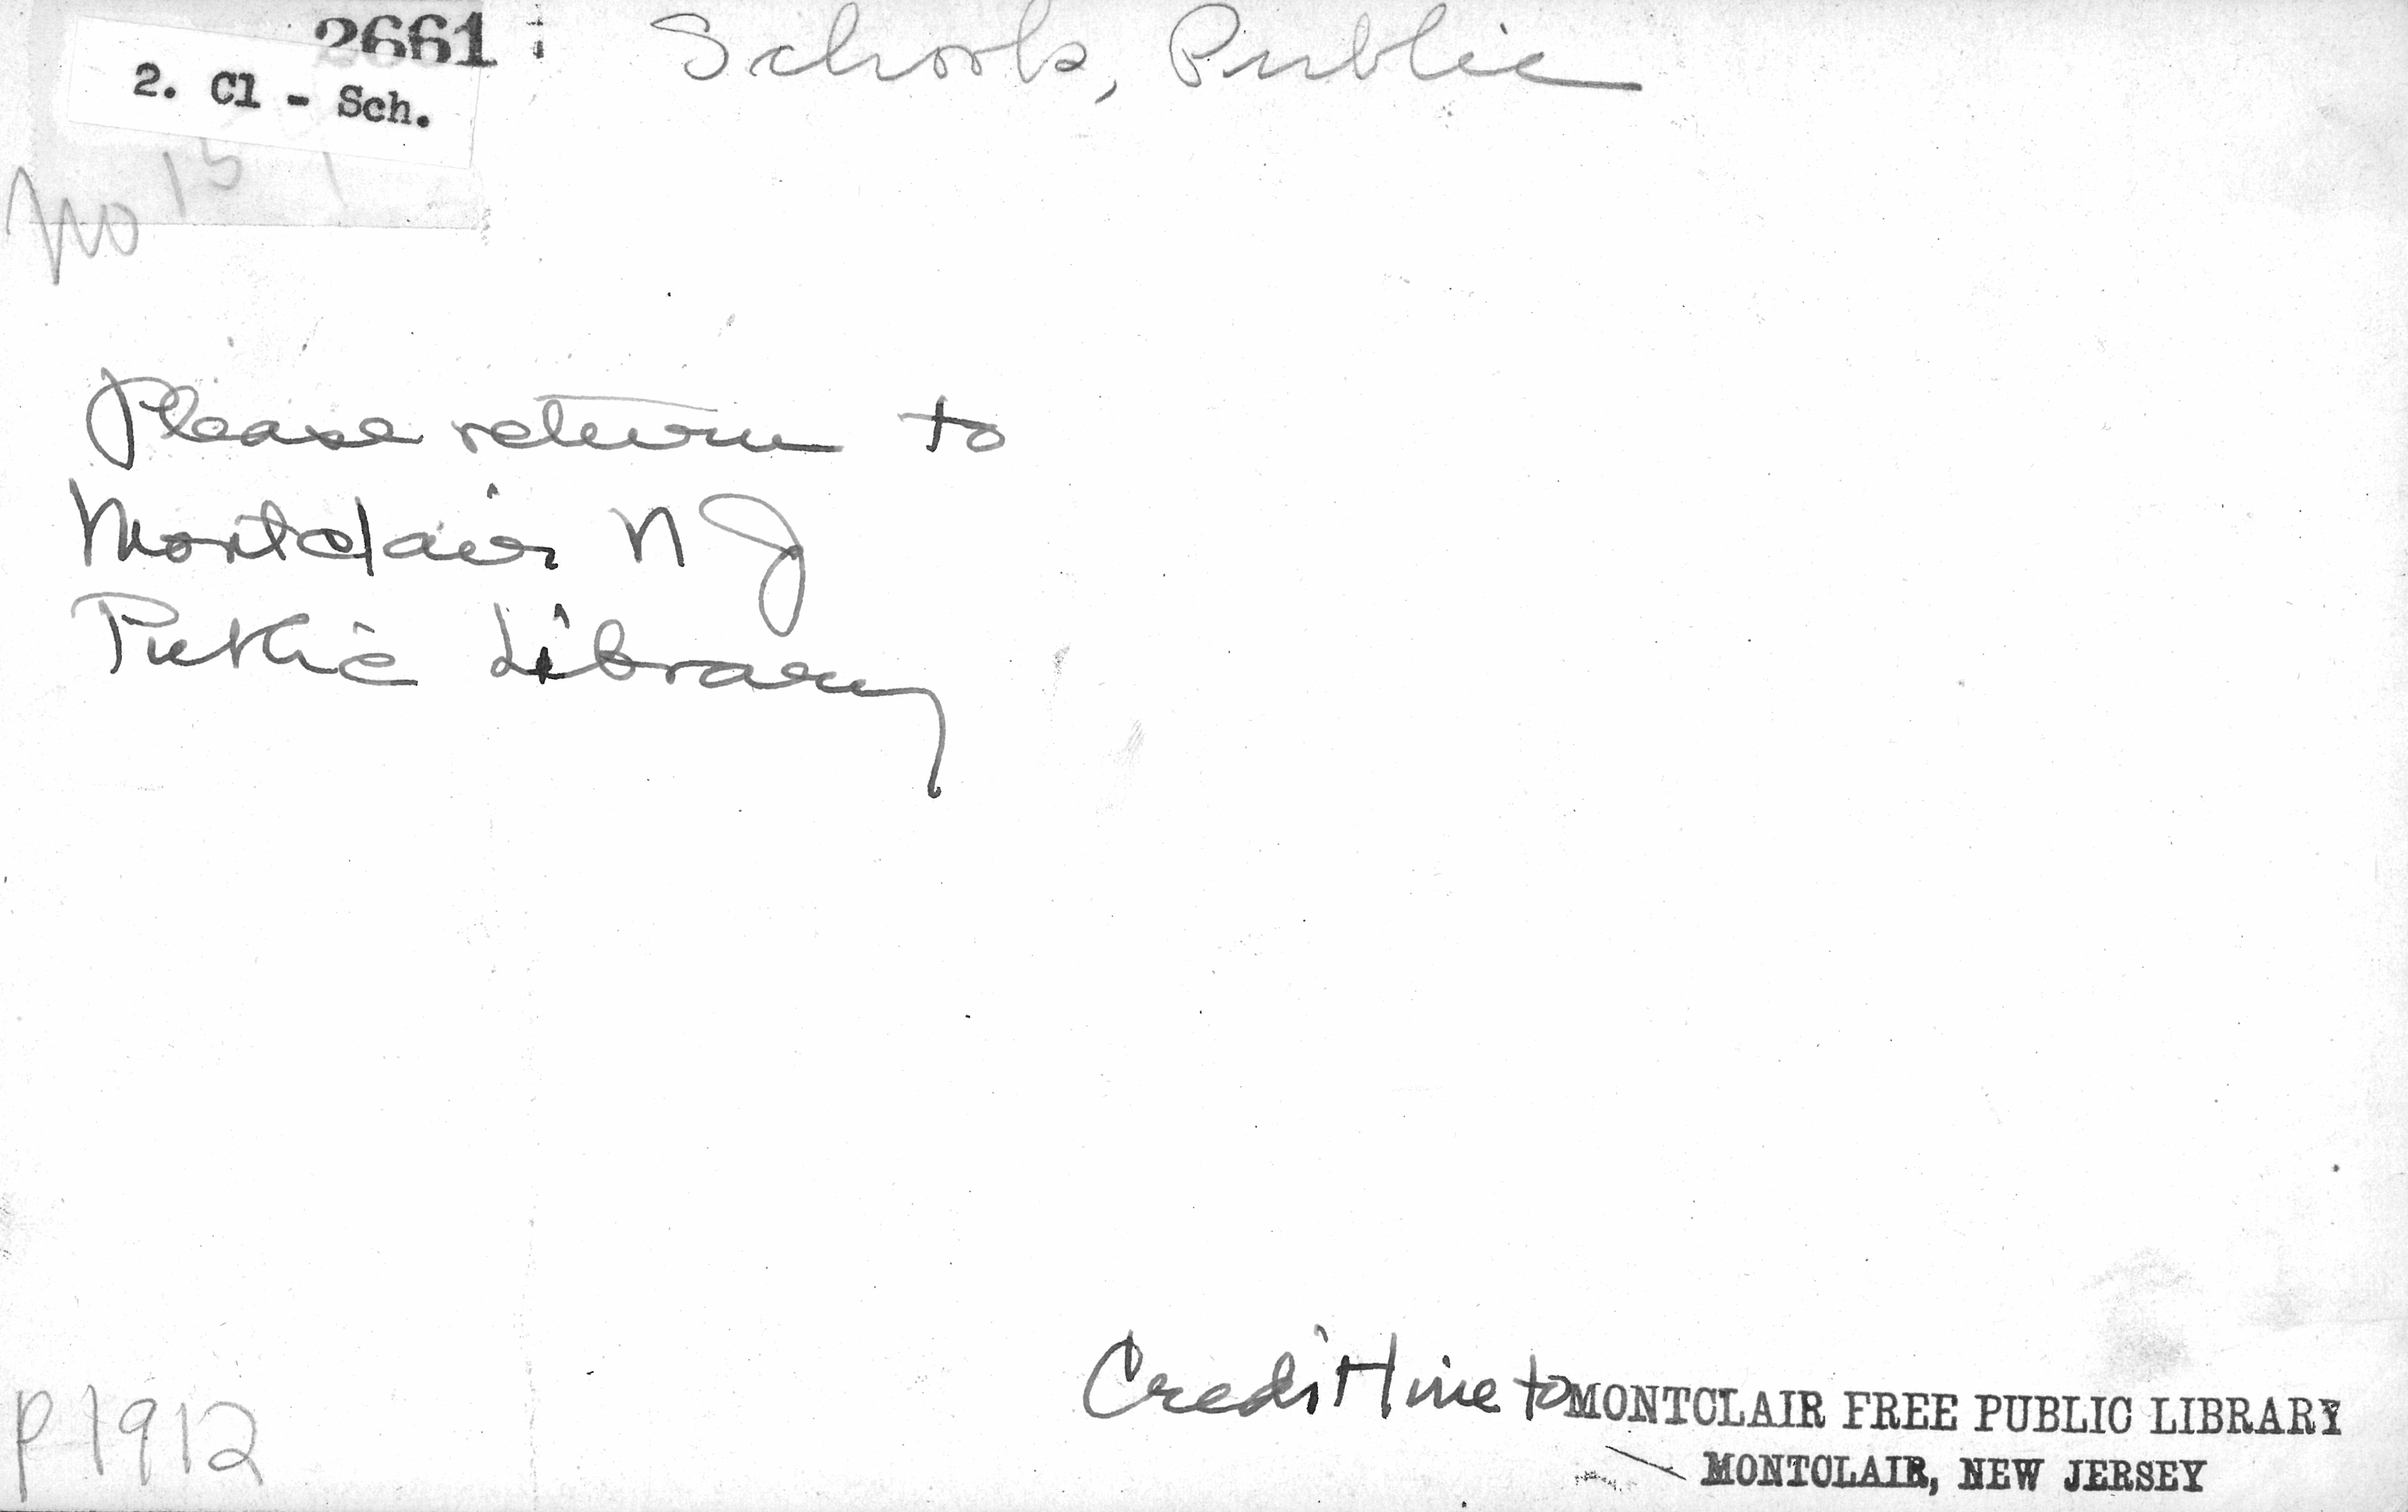 2661 Schools, Public
2. Cl - Sch.
No 15
Please return to
Montclair N J
Public Library
Credit line to MONTCLAIR FREE PUBLIC LIBRARY
MONTCLAIR, NEW JERSEY
P1912